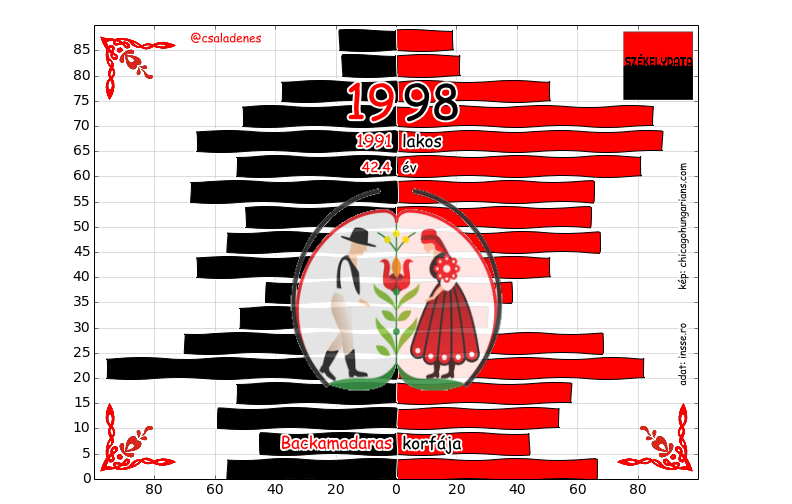 @csaladenes
SZÉKELYDATA
1998
1991 lakos
42.4 év
Backamadaras korfája
kép: chicagohungarians.com
adat: insse.ro
85
80
75
70
65
60
55
50
45
40
35
30
25
20
15
10
5
0
80 60 40 20 0 20 40 60 80